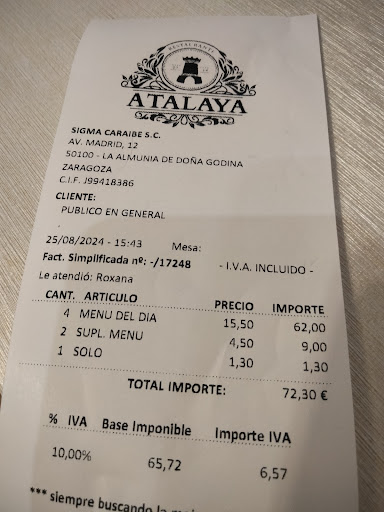 RESTAURANTE
ATALAYA
SIGMA CARAIBE S.C.
AV. MADRID, 12
50100 - LA ALMUNIA DE DOÑA GODINA
ZARAGOZA
C.I.F. J99418386
CLIENTE:
PUBLICO EN GENERAL
.
25/08/2024 - 15:43 Mesa:
Fact. Simplificada nº: -/17248 - I.V.A. INCLUIDO -
Le atendió: Roxana
CANT. ARTICULO PRECIO IMPORTE
4 MENU DEL DIA 15,50 62,00
2 SUPL. MENU 4,50 9,00
1 SOLO 1,30 1,30
TOTAL IMPORTE: 72,30 €
% IVA Base Imponible Importe IVA
10,00% 65,72 6,57
*** siempre buscando la